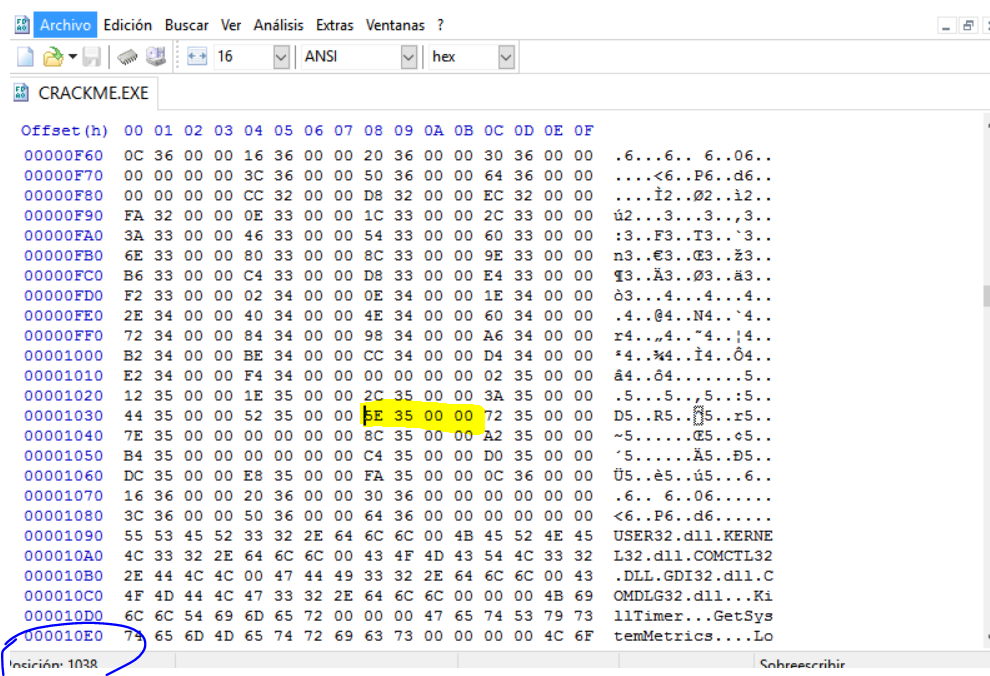 Archivo Edición Buscar Ver Análisis Extras Ventanas ?
16 ANSI hex
CRACKME.EXE
Offset(h) 00 01 02 03 04 05 06 07 08 09 0A 0B 0C 0D 0E 0F
00000F60 0C 36 00 00 16 36 00 00 20 36 00 00 30 36 00 00 .6...6.. 6..06..
00000F70 00 00 00 00 3C 36 00 00 50 36 00 00 64 36 00 00 ....<6..P6..d6..
00000F80 00 00 00 00 CC 32 00 00 D8 32 00 00 EC 32 00 00 ....Ì2..Ø2..ì2..
00000F90 FA 32 00 00 0E 33 00 00 1C 33 00 00 2C 33 00 00 ú2...3...3..,3..
00000FA0 3A 33 00 00 46 33 00 00 54 33 00 00 60 33 00 00 :3..F3..T3..`3..
00000FB0 6E 33 00 00 80 33 00 00 8C 33 00 00 9E 33 00 00 n3..€3..Œ3..ž3..
00000FC0 B6 33 00 00 C4 33 00 00 D8 33 00 00 E4 33 00 00 ¶3..Ä3..Ø3..ä3..
00000FD0 F2 33 00 00 02 34 00 00 0E 34 00 00 1E 34 00 00 ò3...4...4...4..
00000FE0 2E 34 00 00 40 34 00 00 4E 34 00 00 60 34 00 00 .4..@4..N4..`4..
00000FF0 72 34 00 00 84 34 00 00 98 34 00 00 A6 34 00 00 r4..„4..˜4..¦4..
00001000 B2 34 00 00 BE 34 00 00 CC 34 00 00 D4 34 00 00 ²4..¾4..Ì4..Ô4..
00001010 E2 34 00 00 F4 34 00 00 00 00 00 00 02 35 00 00 â4..ô4.......5..
00001020 12 35 00 00 1E 35 00 00 2C 35 00 00 3A 35 00 00 .5...5..,5..:5..
00001030 44 35 00 00 52 35 00 00 5E 35 00 00 72 35 00 00 D5..R5..^5..r5..
00001040 7E 35 00 00 00 00 00 00 8C 35 00 00 A2 35 00 00 ~5......Œ5..¢5..
00001050 B4 35 00 00 00 00 00 00 C4 35 00 00 D0 35 00 00 ´5......Ä5..Ð5..
00001060 DC 35 00 00 E8 35 00 00 FA 35 00 00 0C 36 00 00 Ü5..è5..ú5...6..
00001070 16 36 00 00 20 36 00 00 30 36 00 00 00 00 00 00 .6.. 6..06......
00001080 3C 36 00 00 50 36 00 00 64 36 00 00 00 00 00 00 <6..P6..d6......
00001090 55 53 45 52 33 32 2E 64 6C 6C 00 4B 45 52 4E 45 USER32.dll.KERNE
000010A0 4C 33 32 2E 64 6C 6C 00 43 4F 4D 43 54 4C 33 32 L32.dll.COMCTL32
000010B0 2E 44 4C 4C 00 47 44 49 33 32 2E 64 6C 6C 00 43 .DLL.GDI32.dll.C
000010C0 4F 4D 44 4C 47 33 32 2E 64 6C 6C 00 00 00 4B 69 OMDLG32.dll...Ki
000010D0 6C 6C 54 69 6D 65 72 00 00 00 47 65 74 53 79 73 llTimer...GetSys
000010E0 74 65 6D 4D 65 74 72 69 63 73 00 00 00 00 4C 6F temMetrics....Lo
Posición: 1038 Sobreescribir